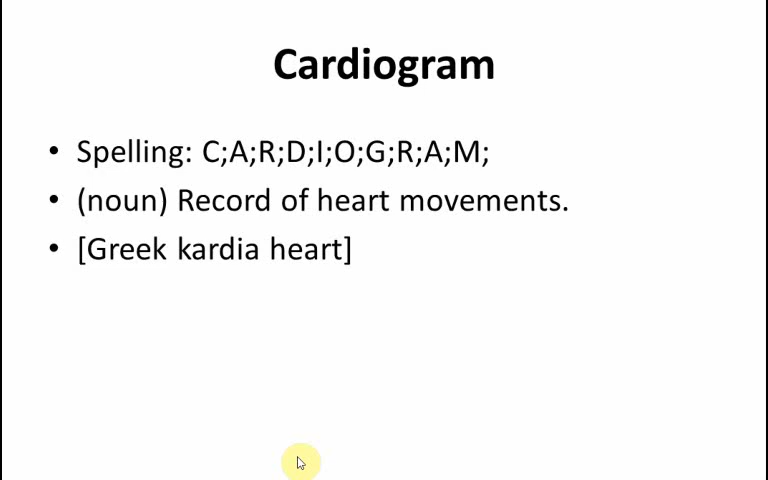 Cardiogram
• Spelling: C;A;R;D;I;O;G;R;A;M;
• (noun) Record of heart movements.
• [Greek kardia heart]